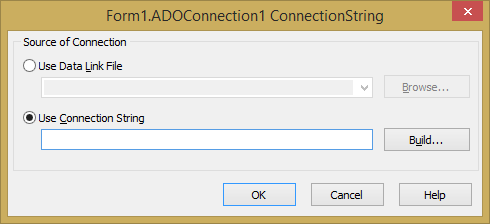 Form1.ADOConnection1 ConnectionString
Source of Connection
Use Data Link File
Browse...
Use Connection String
Build...
OK Cancel Help